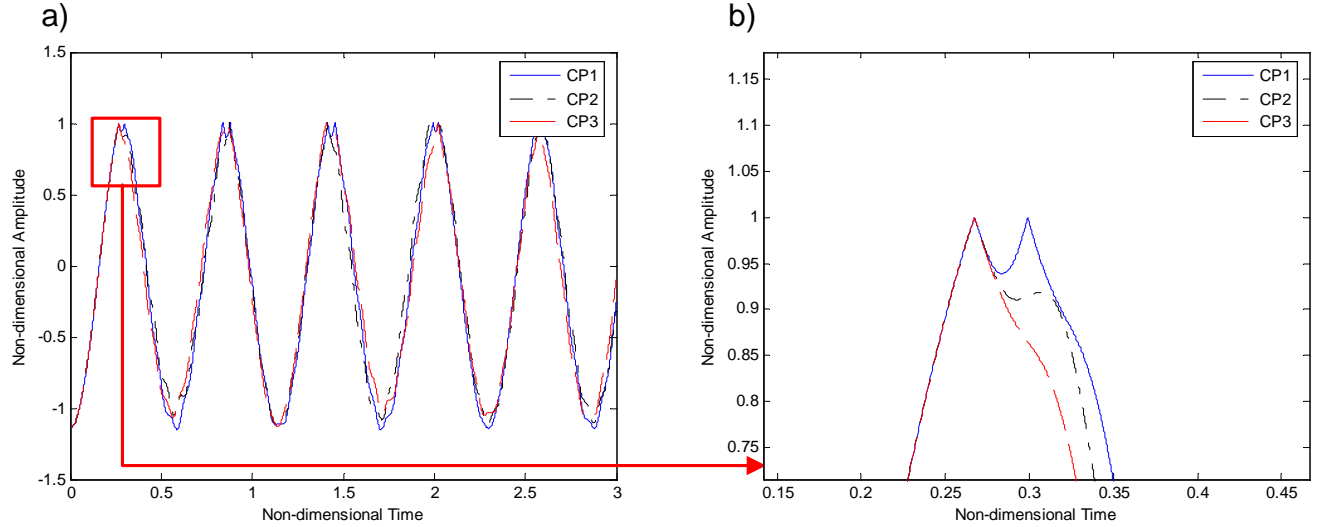 a)
1.5
1
0.5
0
-0.5
-1
-1.5
0
0.5
1
1.5
2
2.5
3
Non-dimensional Amplitude
Non-dimensional Time
CP1
CP2
CP3
b)
1.15
1.1
1.05
1
0.95
0.9
0.85
0.8
0.75
0.15
0.2
0.25
0.3
0.35
0.4
0.45
Non-dimensional Amplitude
Non-dimensional Time
CP1
CP2
CP3